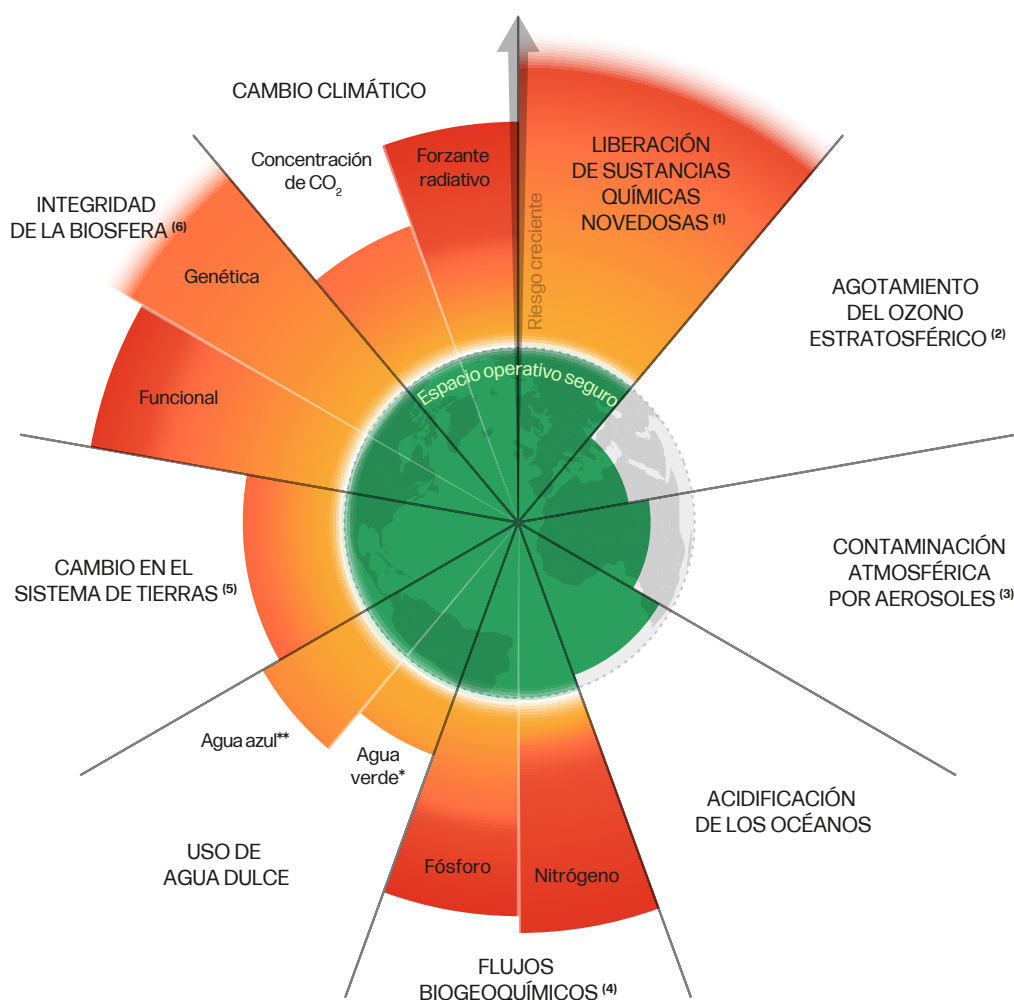 CAMBIO CLIMÁTICO
Concentración
de CO₂
Forzante
radiativo
Riesgo creciente
LIBERACIÓN
DE SUSTANCIAS
QUÍMICAS
NOVEDOSAS (1)
AGOTAMIENTO
DEL OZONO
ESTRATOSFÉRICO (2)
CONTAMINACIÓN
ATMOSFÉRICA
POR AEROSOLES (3)
ACIDIFICACIÓN
DE LOS OCÉANOS
Nitrógeno
Fósforo
FLUJOS
BIOGEOQUÍMICOS (4)
USO DE
AGUA DULCE
Agua
verde*
Agua azul**
CAMBIO EN EL
SISTEMA DE TIERRAS (5)
Funcional
Genética
INTEGRIDAD
DE LA BIOSFERA (6)
Espacio operativo seguro